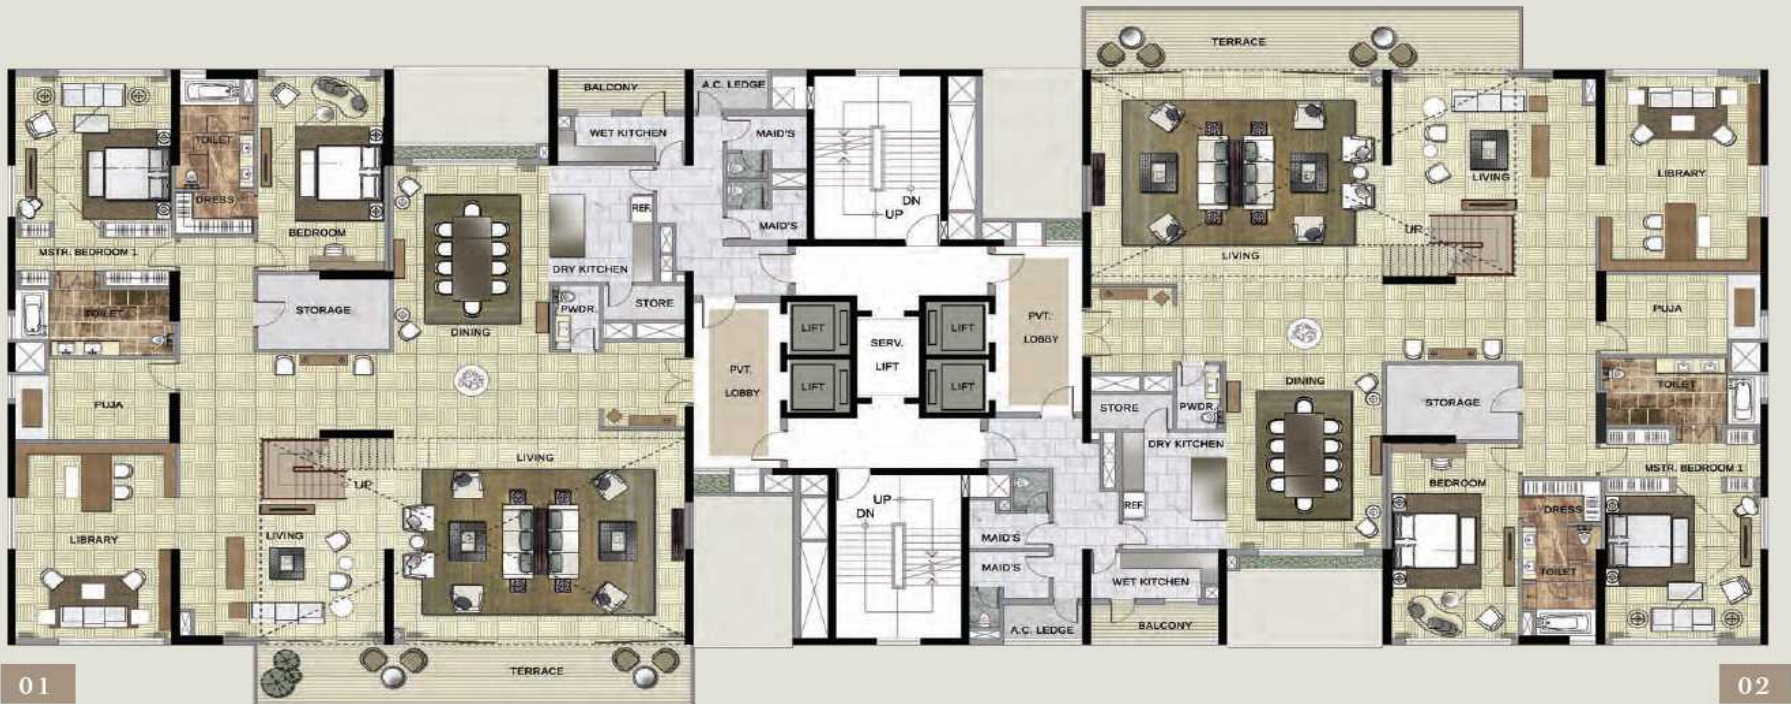 TERRACE
BALCONY
A.C. LEDGE
WET KITCHEN
MAID'S
TOILET
DRESS
BEDROOM
MSTR. BEDROOM 1
REF.
MAID'S
DN
UP
DRY KITCHEN
STORE
PWDR.
TOILET
STORAGE
DINING
PUJA
PVT.
LOBBY
LIFT
LIFT
SERV.
LIFT
LIFT
LIFT
PVT.
LOBBY
LIVING
UP
LIVING
LIBRARY
LIVING
UP
LIVING
LIBRARY
PUJA
DINING
STORAGE
TOILET
STORE
PWDR.
DRY KITCHEN
MSTR. BEDROOM 1
BEDROOM
UP
DN
REF.
DRESS
MAID'S
MAID'S
TOILET
WET KITCHEN
A.C. LEDGE
BALCONY
TERRACE
01
02